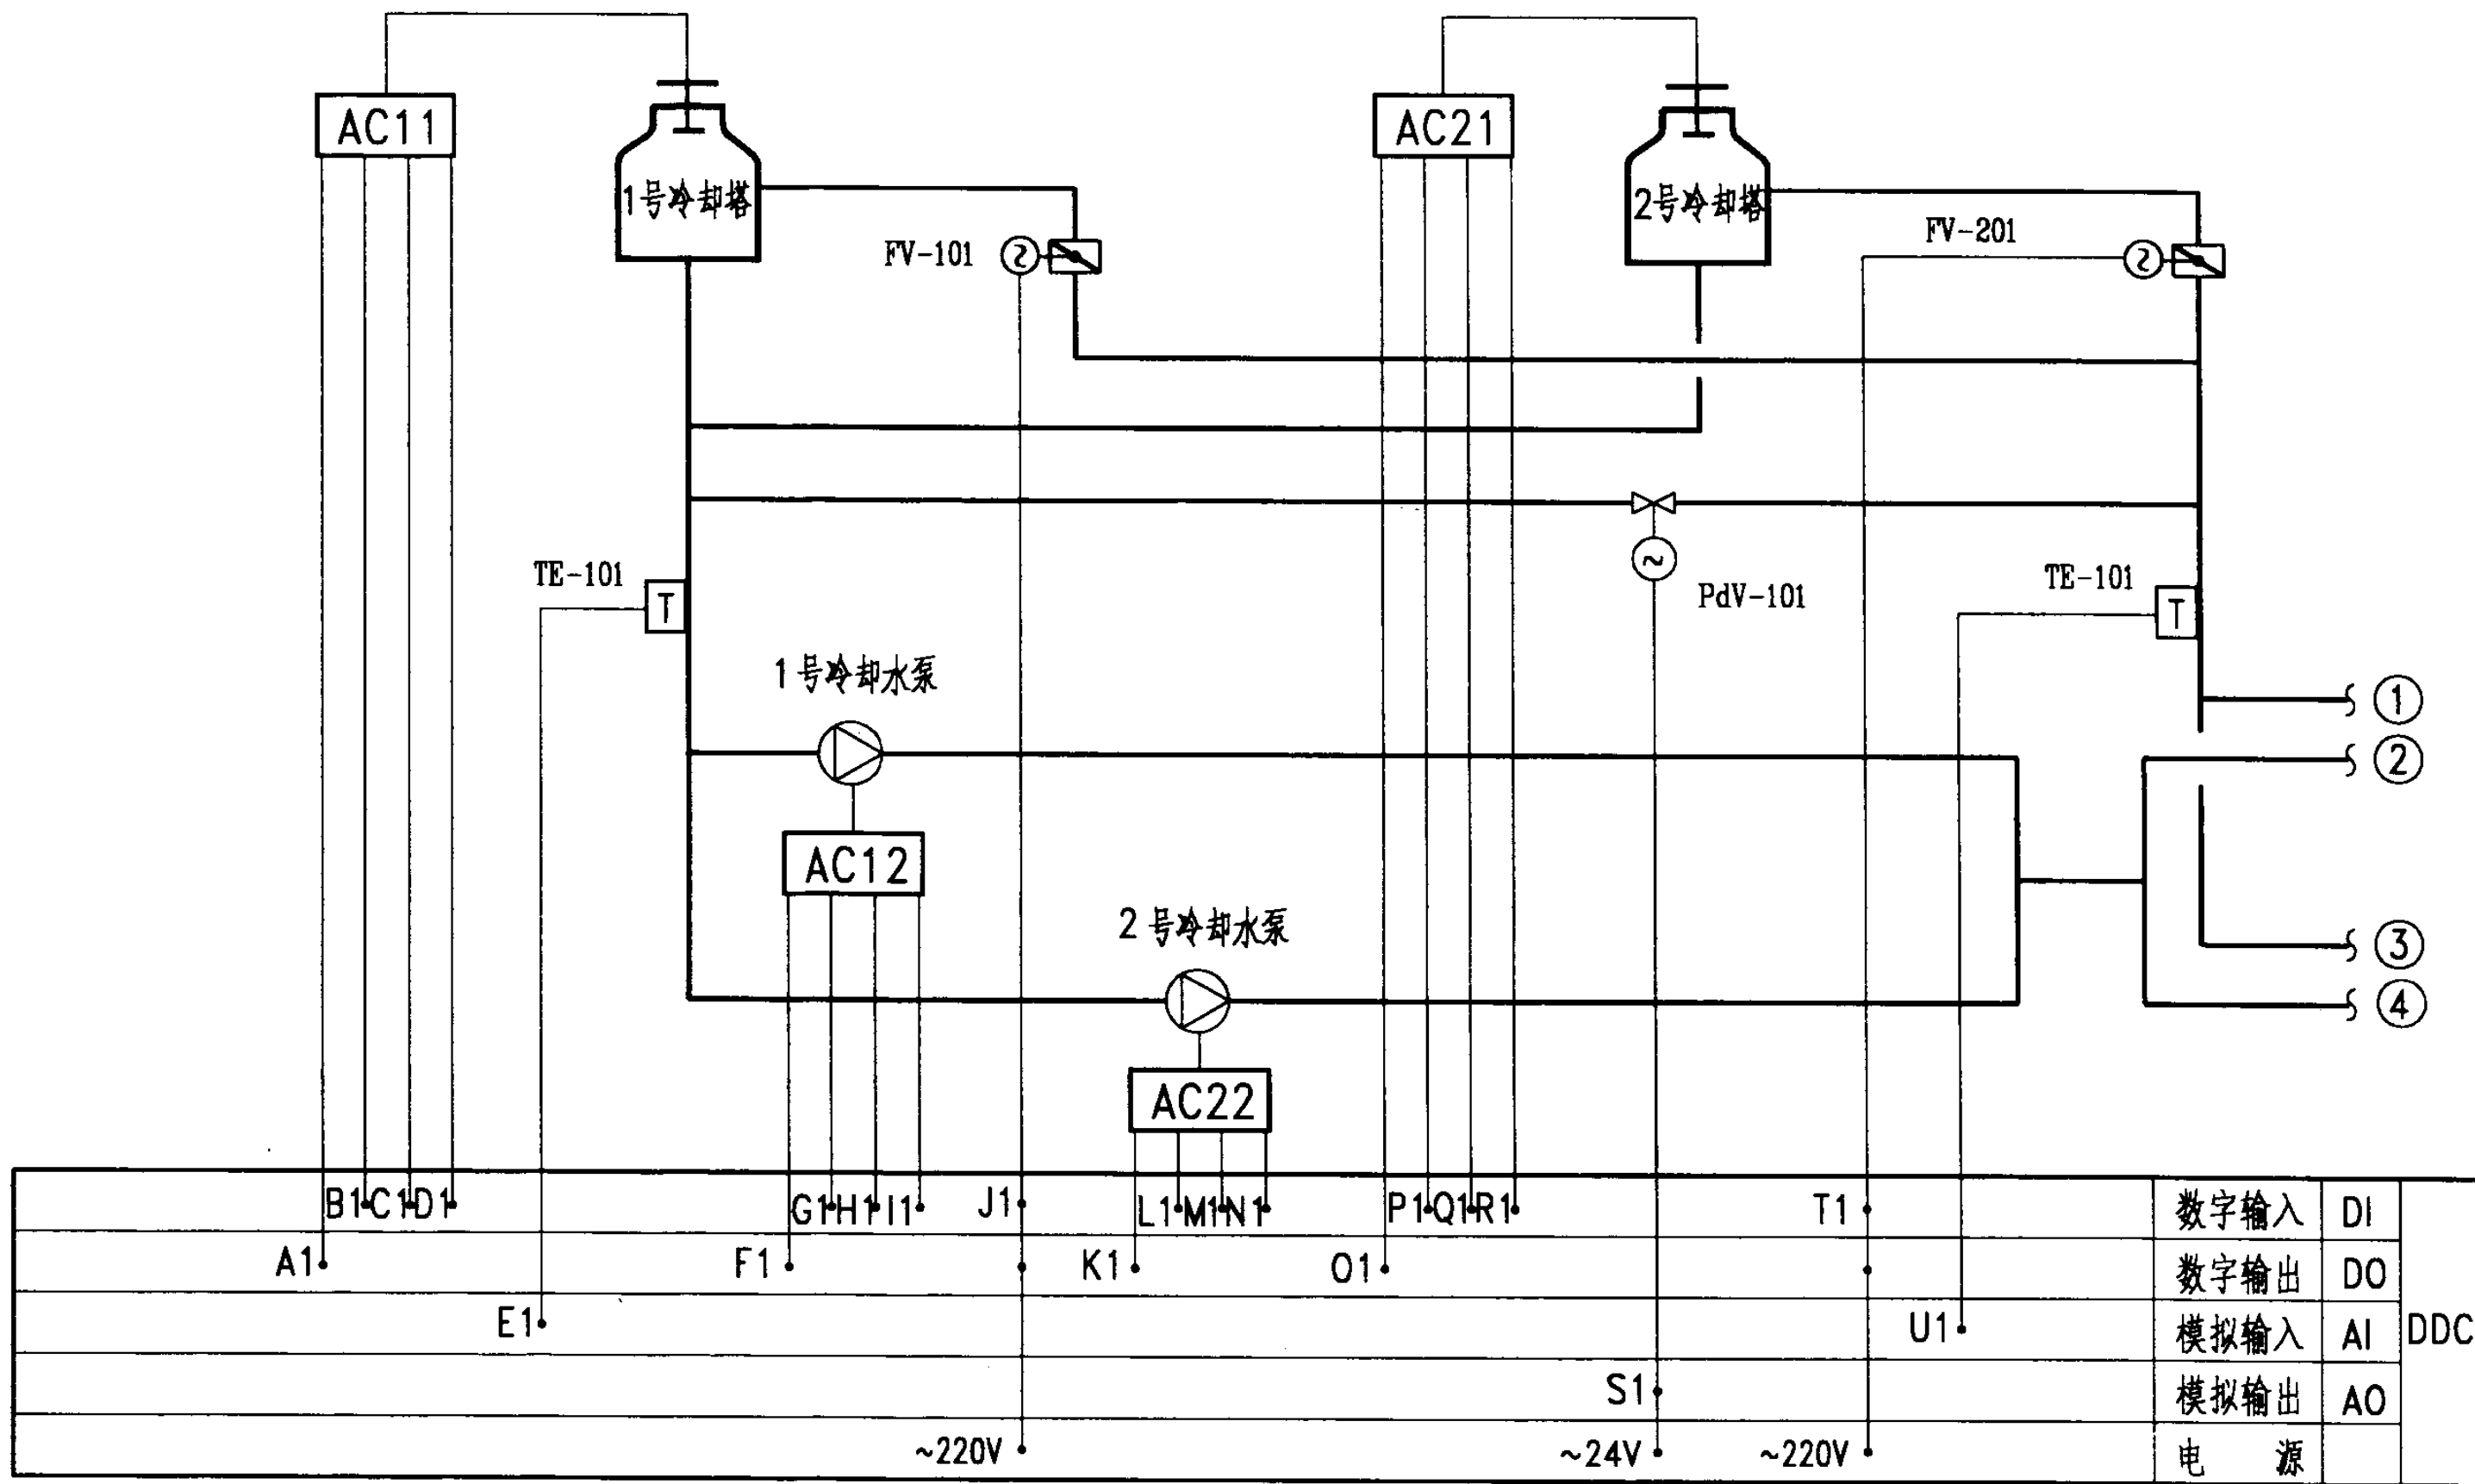 AC11
AC21
1号冷却塔
2号冷却塔
FV-101
FV-201
TE-101
T
PdV-101
TE-101
T
1号冷却水泵
①
②
AC12
2号冷却水泵
③
④
AC22
B1 C1 D1 G1 H1 I1 J1 L1 M1 N1 P1 Q1 R1 T1 数字输入 DI
A1 F1 K1 O1 数字输出 DO
E1 U1 模拟输入 AI DDC
S1 模拟输出 AO
~220V ~24V ~220V 电 源